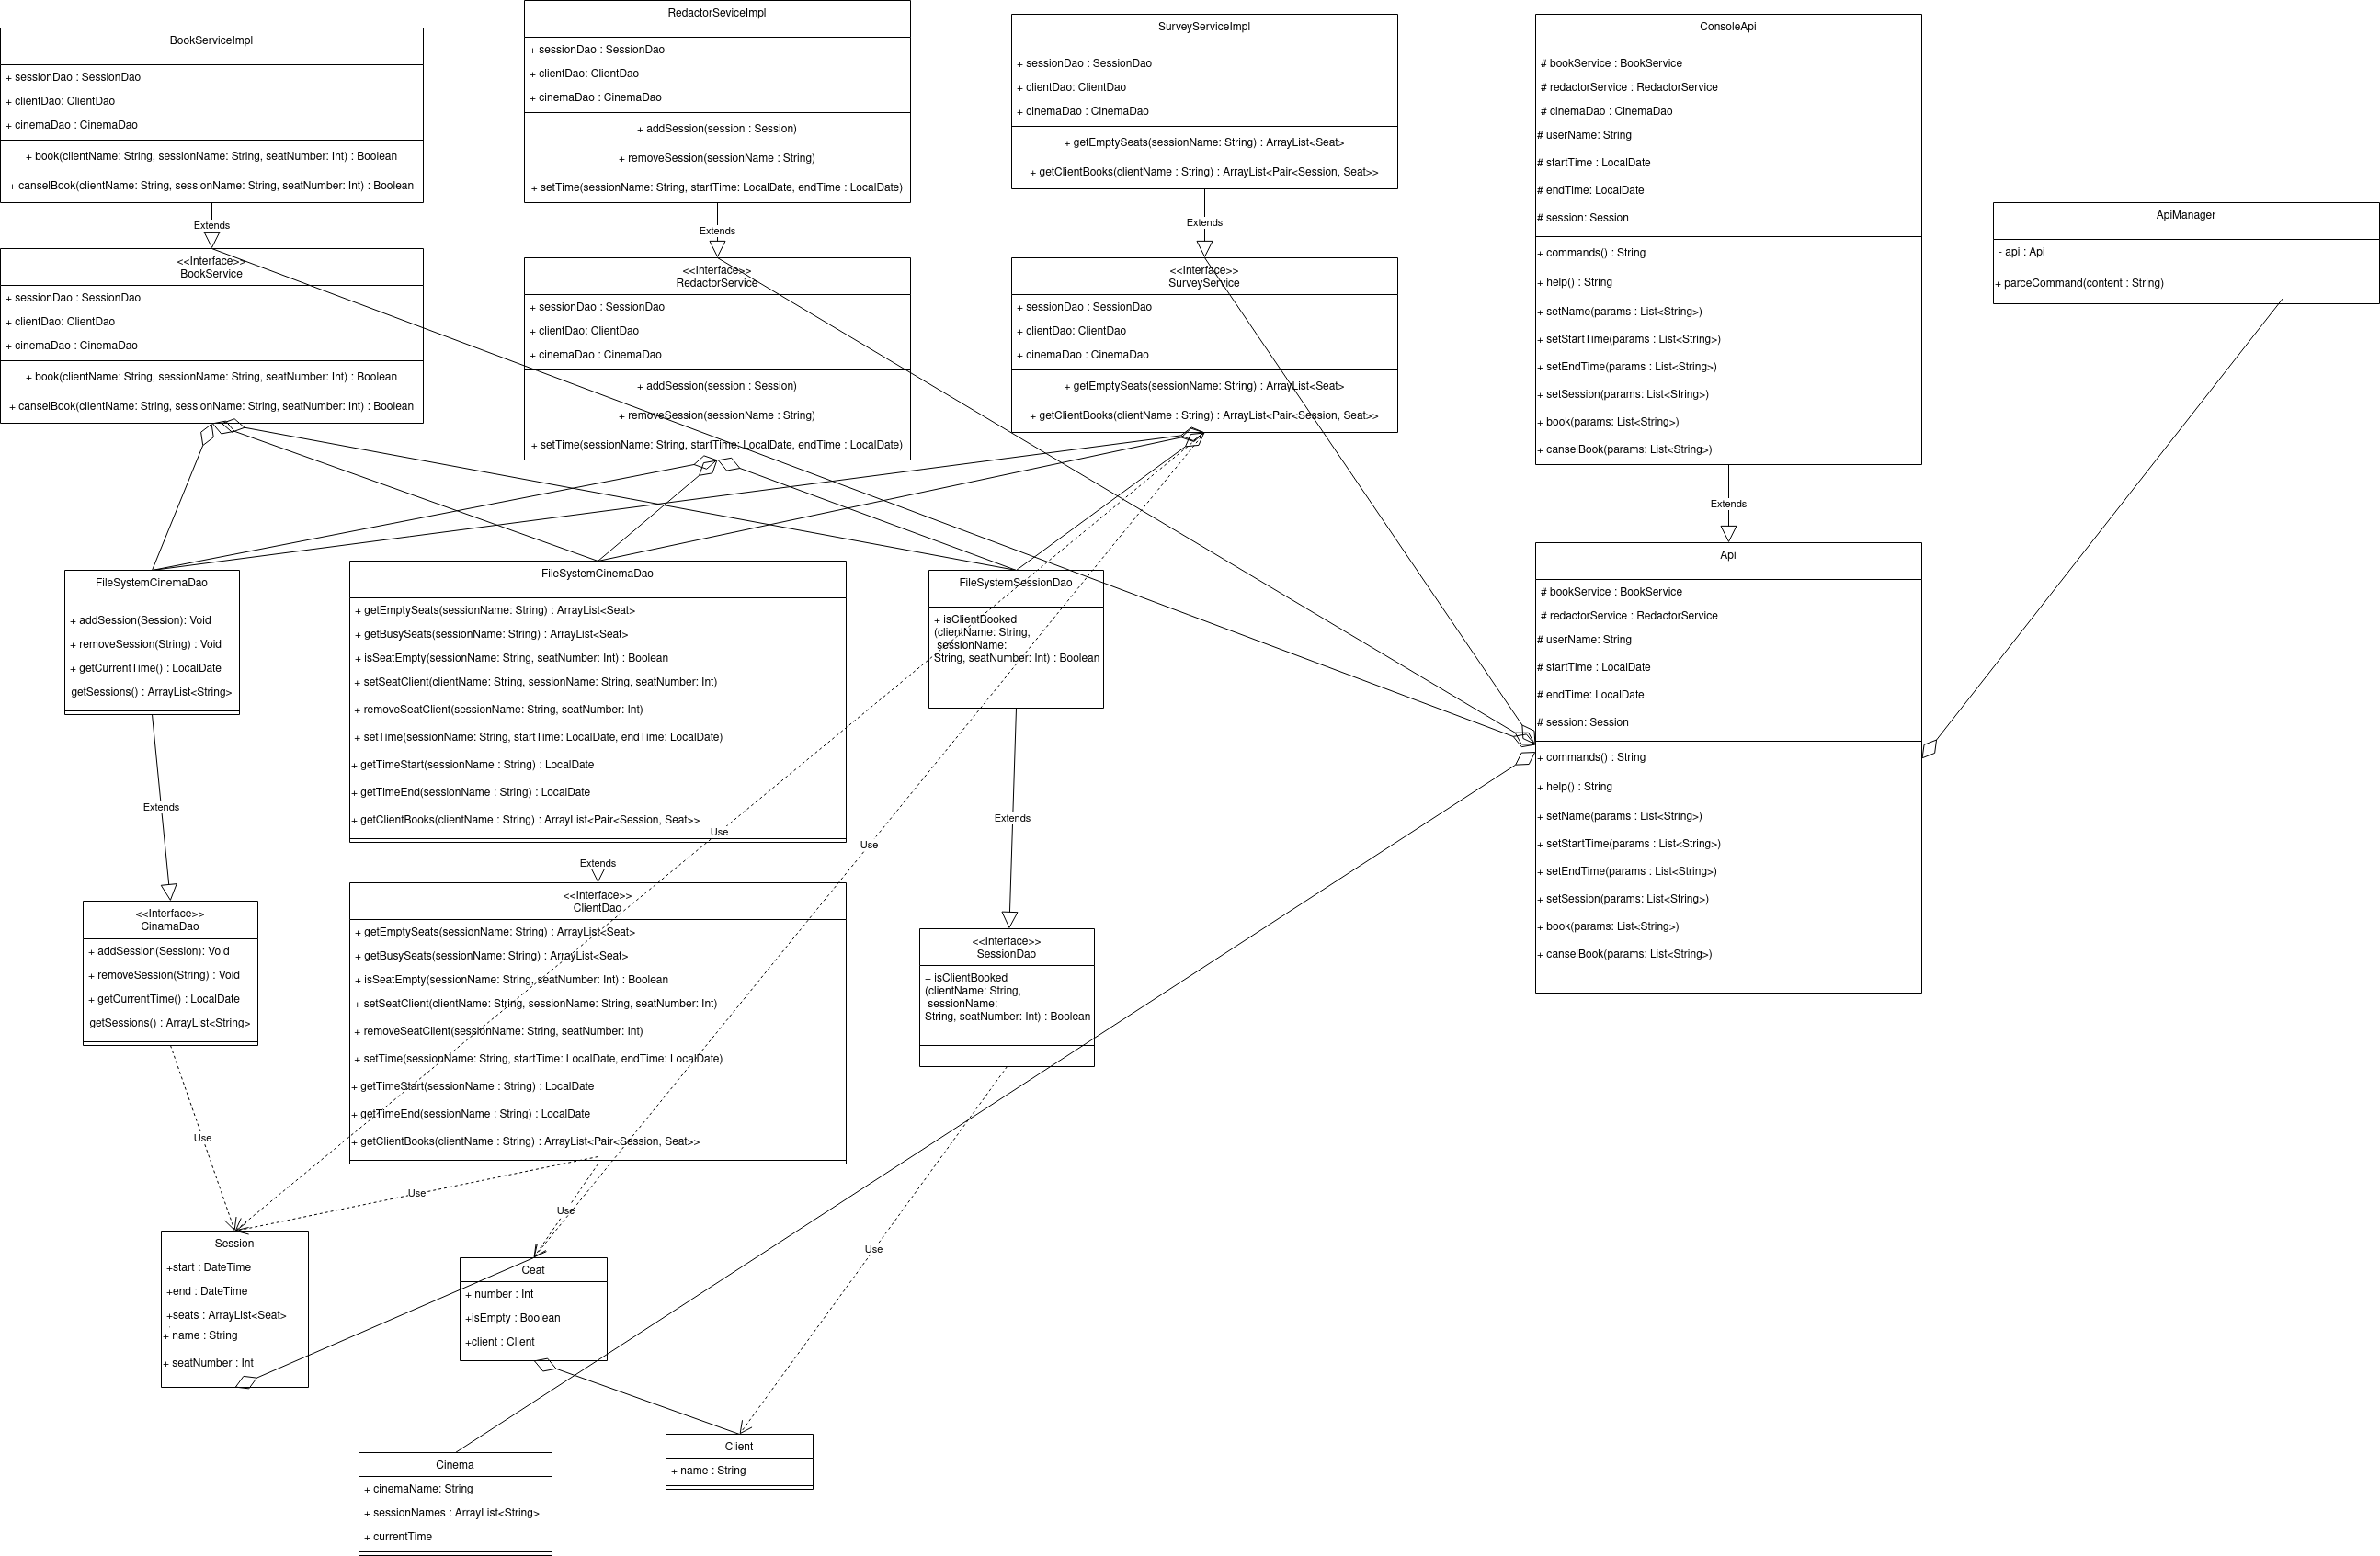 BookServiceImpl
+ sessionDao : SessionDao
+ clientDao: ClientDao
+ cinemaDao : CinemaDao
+ book(clientName: String, sessionName: String, seatNumber: Int) : Boolean
+ canselBook(clientName: String, sessionName: String, seatNumber: Int) : Boolean
Extends
<<Interface>>
BookService
+ sessionDao : SessionDao
+ clientDao: ClientDao
+ cinemaDao : CinemaDao
+ book(clientName: String, sessionName: String, seatNumber: Int) : Boolean
+ canselBook(clientName: String, sessionName: String, seatNumber: Int) : Boolean
RedactorSeviceImpl
+ sessionDao : SessionDao
+ clientDao: ClientDao
+ cinemaDao : CinemaDao
+ addSession(session : Session)
+ removeSession(sessionName : String)
+ setTime(sessionName: String, startTime: LocalDate, endTime : LocalDate)
Extends
<<Interface>>
RedactorService
+ sessionDao : SessionDao
+ clientDao: ClientDao
+ cinemaDao : CinemaDao
+ addSession(session : Session)
+ removeSession(sessionName : String)
+ setTime(sessionName: String, startTime: LocalDate, endTime : LocalDate)
SurveyServiceImpl
+ sessionDao : SessionDao
+ clientDao: ClientDao
+ cinemaDao : CinemaDao
+ getEmptySeats(sessionName: String) : ArrayList<Seat>
+ getClientBooks(clientName : String) : ArrayList<Pair<Session, Seat>>
Extends
<<Interface>>
SurveyService
+ sessionDao : SessionDao
+ clientDao: ClientDao
+ cinemaDao : CinemaDao
+ getEmptySeats(sessionName: String) : ArrayList<Seat>
+ getClientBooks(clientName : String) : ArrayList<Pair<Session, Seat>>
ConsoleApi
# bookService : BookService
# redactorService : RedactorService
# cinemaDao : CinemaDao
# userName: String
# startTime : LocalDate
# endTime: LocalDate
# session: Session
+ commands() : String
+ help() : String
+ setName(params : List<String>)
+ setStartTime(params : List<String>)
+ setEndTime(params : List<String>)
+ setSession(params: List<String>)
+ book(params: List<String>)
+ canselBook(params: List<String>)
Extends
Api
# bookService : BookService
# redactorService : RedactorService
# userName: String
# startTime : LocalDate
# endTime: LocalDate
# session: Session
+ commands() : String
+ help() : String
+ setName(params : List<String>)
+ setStartTime(params : List<String>)
+ setEndTime(params : List<String>)
+ setSession(params: List<String>)
+ book(params: List<String>)
+ canselBook(params: List<String>)
ApiManager
- api : Api
+ parceCommand(content : String)
FileSystemCinemaDao
+ addSession(Session): Void
+ removeSession(String) : Void
+ getCurrentTime() : LocalDate
getSessions() : ArrayList<String>
Extends
<<Interface>>
CinamaDao
+ addSession(Session): Void
+ removeSession(String) : Void
+ getCurrentTime() : LocalDate
getSessions() : ArrayList<String>
Use
FileSystemCinemaDao
+ getEmptySeats(sessionName: String) : ArrayList<Seat>
+ getBusySeats(sessionName: String) : ArrayList<Seat>
+ isSeatEmpty(sessionName: String, seatNumber: Int) : Boolean
+ setSeatClient(clientName: String, sessionName: String, seatNumber: Int)
+ removeSeatClient(sessionName: String, seatNumber: Int)
+ setTime(sessionName: String, startTime: LocalDate, endTime: LocalDate)
+ getTimeStart(sessionName : String) : LocalDate
+ getTimeEnd(sessionName : String) : LocalDate
+ getClientBooks(clientName : String) : ArrayList<Pair<Session, Seat>>
Use
Use
Extends
<<Interface>>
ClientDao
+ getEmptySeats(sessionName: String) : ArrayList<Seat>
+ getBusySeats(sessionName: String) : ArrayList<Seat>
+ isSeatEmpty(sessionName: String, seatNumber: Int) : Boolean
+ setSeatClient(clientName: String, sessionName: String, seatNumber: Int)
+ removeSeatClient(sessionName: String, seatNumber: Int)
+ setTime(sessionName: String, startTime: LocalDate, endTime: LocalDate)
+ getTimeStart(sessionName : String) : LocalDate
+ getTimeEnd(sessionName : String) : LocalDate
+ getClientBooks(clientName : String) : ArrayList<Pair<Session, Seat>>
Use
Use
FileSystemSessionDao
+ isClientBooked
(clientName: String,
sessionName:
String, seatNumber: Int) : Boolean
Extends
<<Interface>>
SessionDao
+ isClientBooked
(clientName: String,
sessionName:
String, seatNumber: Int) : Boolean
Use
Session
+start : DateTime
+end : DateTime
+seats : ArrayList<Seat>
+ name : String
+ seatNumber : Int
Ceat
+ number : Int
+isEmpty : Boolean
+client : Client
Client
+ name : String
Cinema
+ cinemaName: String
+ sessionNames : ArrayList<String>
+ currentTime